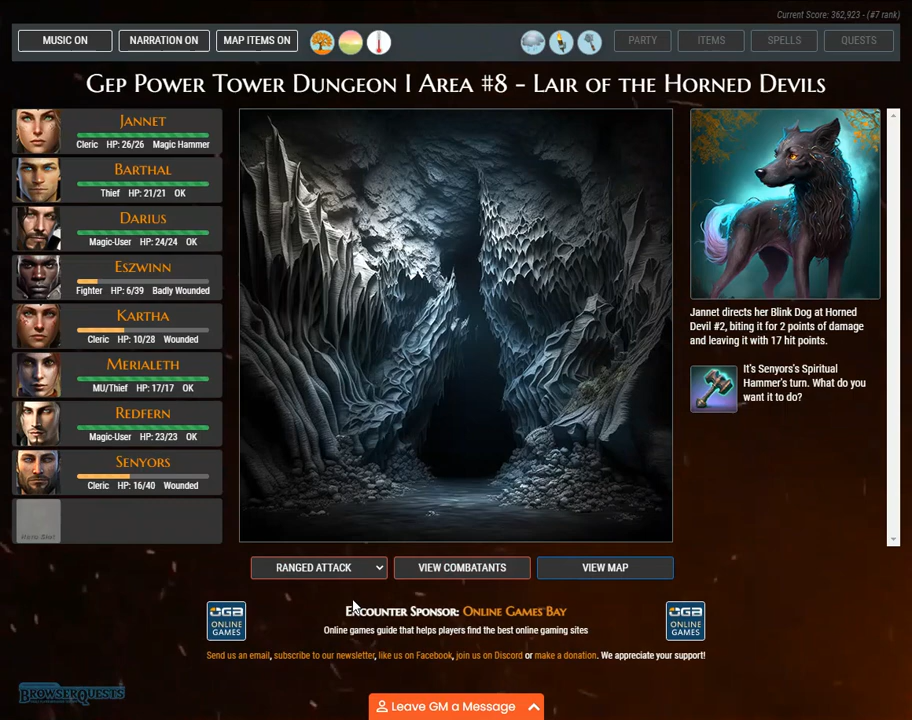 Current Score: 362,923 - (#7 rank)
MUSIC ON
NARRATION ON
MAP ITEMS ON
PARTY
ITEMS
SPELLS
QUESTS
Gep Power Tower Dungeon I Area #8 - Lair of the Horned Devils
Jannet
Cleric HP: 26/26 Magic Hammer
Barthal
Thief HP: 21/21 OK
Darius
Magic-User HP: 24/24 OK
Eszwinn
Fighter HP: 6/39 Badly Wounded
Kartha
Cleric HP: 10/28 Wounded
Merialeth
MU/Thief HP: 17/17 OK
Redfern
Magic-User HP: 23/23 OK
Senyors
Cleric HP: 16/40 Wounded
Jannet directs her Blink Dog at Horned
Devil #2, biting it for 2 points of damage
and leaving it with 17 hit points.
It's Senyors's Spiritual
Hammer's turn. What do you
want it to do?
RANGED ATTACK
VIEW COMBATANTS
VIEW MAP
OGA
ONLINE
GAMES
Encounter Sponsor: Online Games Bay
Online games guide that helps players find the best online gaming sites
OGA
ONLINE
GAMES
Send us an email, subscribe to our newsletter, like us on Facebook, join us on Discord or make a donation. We appreciate your support!
BrowserQuests
Leave GM a Message